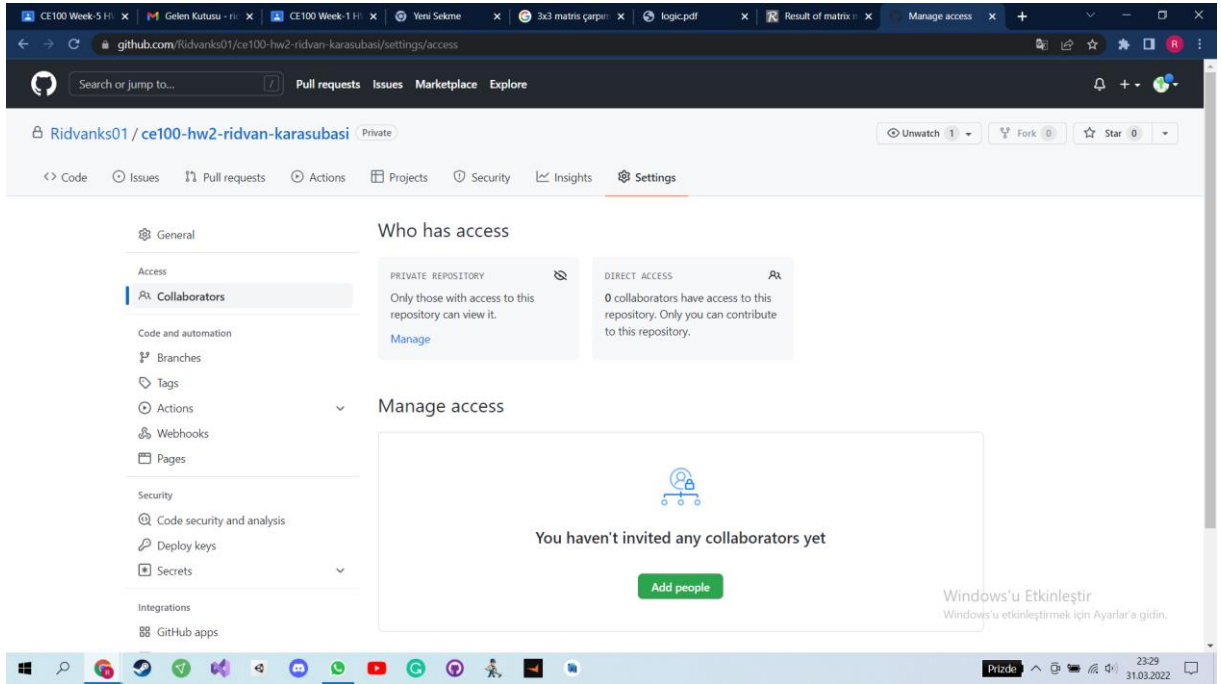 CE100 Week-5 H
Gelen Kutusu - ri
CE100 Week-1 H
Yeni Sekme
3x3 matris çarpım
logic.pdf
Result of matrix
Manage access
github.com/Ridvanks01/ce100-hw2-ridvan-karasubasi/settings/access
R
Search or jump to...
/
Pull requests Issues Marketplace Explore
Ridvanks01 / ce100-hw2-ridvan-karasubasi Private
Unwatch 1
Fork 0
Star 0
<> Code Issues Pull requests Actions Projects Security Insights Settings
General
Access
Collaborators
Code and automation
Branches
Tags
Actions
Webhooks
Pages
Security
Code security and analysis
Deploy keys
Secrets
Integrations
GitHub apps
Who has access
PRIVATE REPOSITORY
Only those with access to this
repository can view it.
Manage
DIRECT ACCESS
0 collaborators have access to this
repository. Only you can contribute
to this repository.
Manage access
You haven't invited any collaborators yet
Add people
Windows'u Etkinleştir
Windows'u etkinleştirmek için Ayarlar'a gidin.
Prizde
23:29
31.03.2022